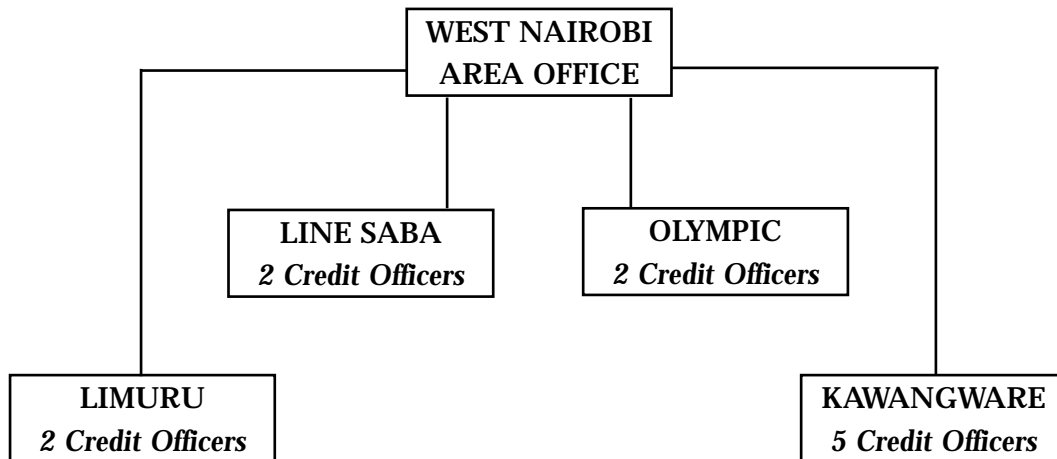 WEST NAIROBI
AREA OFFICE
LINE SABA
2 Credit Officers
OLYMPIC
2 Credit Officers
LIMURU
2 Credit Officers
KAWANGWARE
5 Credit Officers